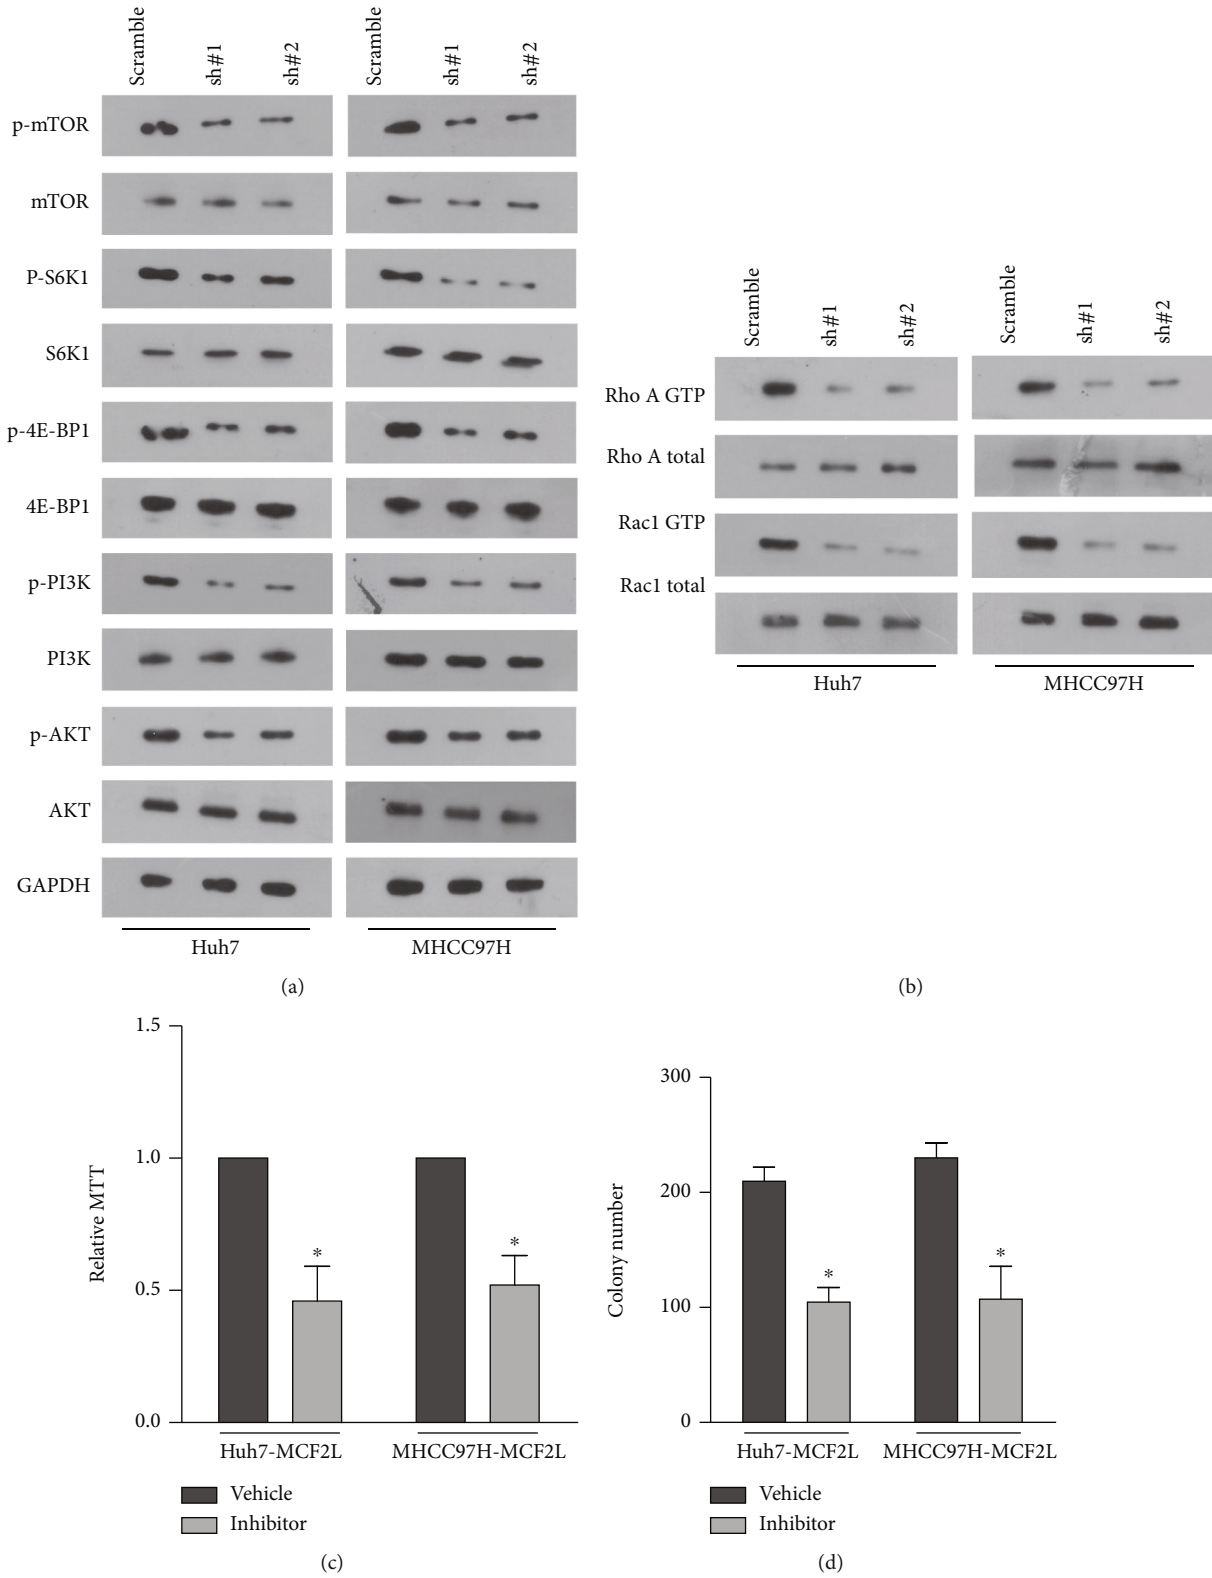 Scramble
sh#1
sh#2
Scramble
sh#1
sh#2
p-mTOR
mTOR
P-S6K1
S6K1
p-4E-BP1
4E-BP1
p-PI3K
PI3K
p-AKT
AKT
GAPDH
Huh7
MHCC97H
(a)
Scramble
sh#1
sh#2
Scramble
sh#1
sh#2
Rho A GTP
Rho A total
Rac1 GTP
Rac1 total
Huh7
MHCC97H
(b)
Relative MTT
1.5
1.0
0.5
0.0
*
*
Huh7-MCF2L
MHCC97H-MCF2L
Vehicle
Inhibitor
(c)
Colony number
300
200
100
0
*
*
Huh7-MCF2L
MHCC97H-MCF2L
Vehicle
Inhibitor
(d)